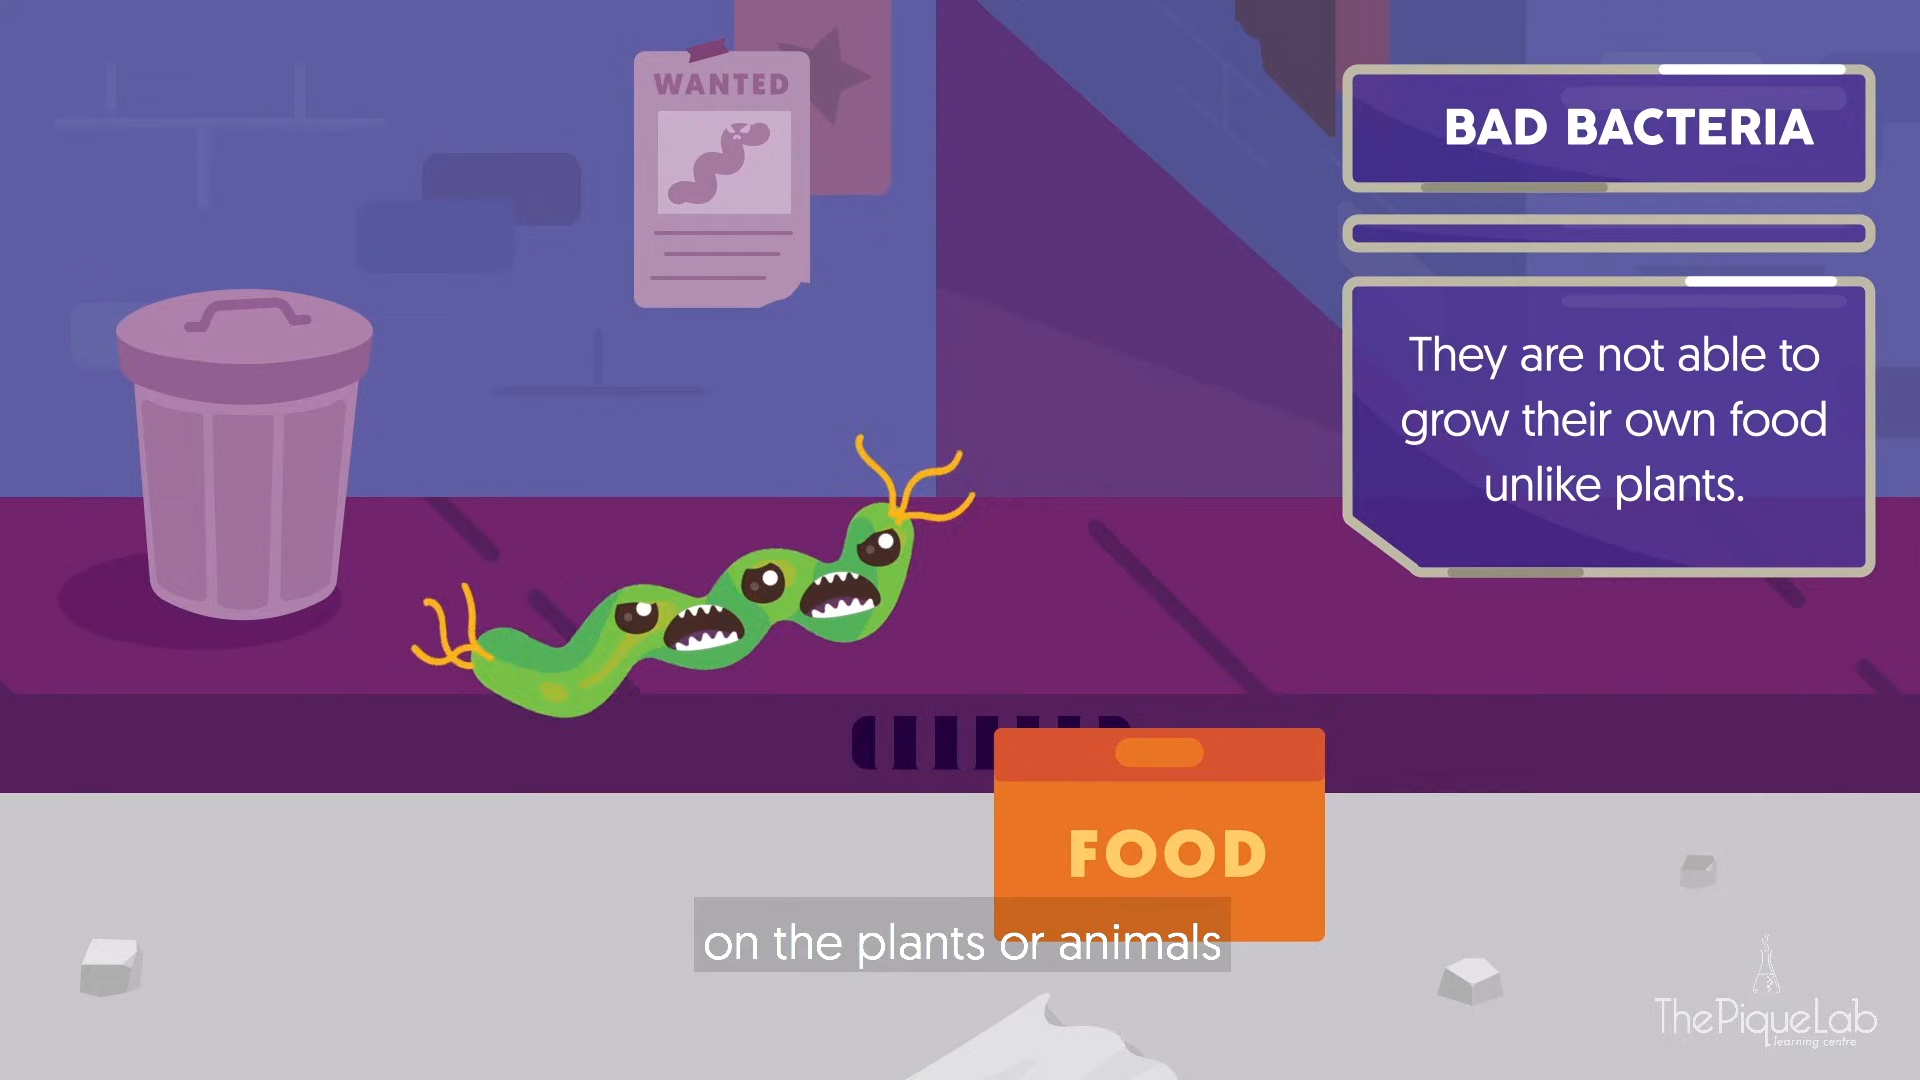 WANTED
BAD BACTERIA
They are not able to
grow their own food
unlike plants.
FOOD
on the plants or animals
ThePiqueLab
learning centre